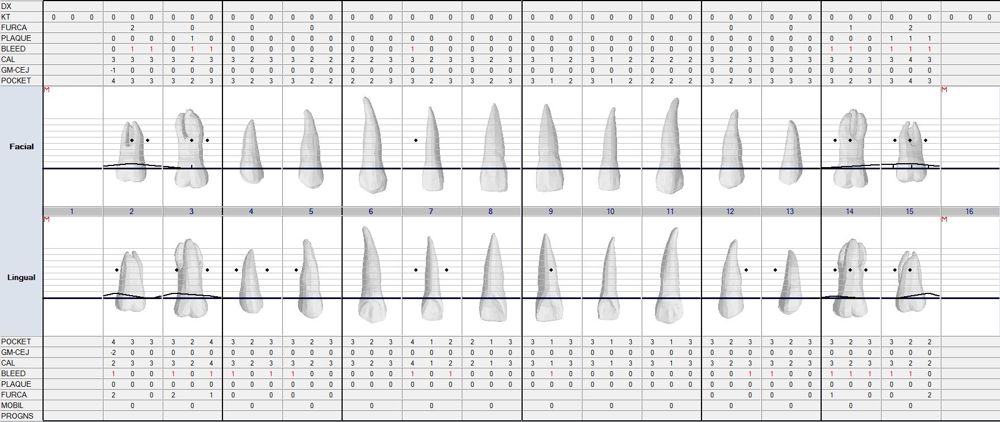 DX
KT 0 0 0 0 0 0 0 0 0 0 0 0 0 0 0 0 0 0 0 0 0 0 0 0 0 0 0 0 0 0 0 0 0 0 0 0 0 0 0 0 0 0 0 0 0 0 0 0
FURCA 2 0 0 0 0 0 1 2
PLAQUE 0 0 0 0 1 0 0 0 0 0 0 0 0 0 0 0 0 0 0 0 0 0 0 0 0 0 0 0 0 0 0 0 0 0 0 0 0 0 0 1 1 1
BLEED 0 1 1 0 1 1 0 0 0 0 0 0 0 0 0 1 0 0 0 0 0 0 0 0 0 0 0 0 0 0 0 0 0 0 0 0 1 1 0 1 1 1
CAL 3 3 3 3 2 3 3 2 3 3 2 2 2 2 3 3 2 3 3 2 3 3 1 2 3 1 2 2 2 2 3 2 3 3 3 3 3 2 3 3 4 3
GM-CEJ -1 0 0 0 0 0 0 0 0 0 0 0 0 0 0 0 0 0 0 0 0 0 0 0 0 0 0 0 0 0 0 0 0 0 0 0 0 0 0 0 0 0
POCKET 4 3 3 3 2 3 3 2 3 3 2 2 2 2 3 3 2 3 3 2 3 3 1 2 3 1 2 2 2 2 3 2 3 3 3 3 3 2 3 3 4 3
M M
Facial
1 2 3 4 5 6 7 8 9 10 11 12 13 14 15 16
M M
Lingual
POCKET 4 3 3 3 2 4 3 2 3 3 2 3 3 2 3 4 1 2 2 1 3 3 1 3 3 1 3 3 1 3 3 2 3 3 2 3 3 2 3 3 2 2
GM-CEJ -2 0 0 0 0 0 0 0 0 0 0 0 0 0 0 0 0 0 0 0 0 0 0 0 0 0 0 0 0 0 0 0 0 0 0 0 0 0 0 0 0 0
CAL 2 3 3 3 2 4 3 2 3 3 2 3 3 2 3 4 1 2 2 1 3 3 1 3 3 1 3 3 1 3 3 2 3 3 2 3 3 2 3 3 2 2
BLEED 1 0 0 1 0 1 1 0 1 1 0 0 0 0 0 1 0 1 0 0 0 0 1 0 0 0 0 0 0 0 0 0 1 1 0 0 1 1 1 1 1 0
PLAQUE 0 0 0 0 0 0 0 0 0 0 0 0 0 0 0 0 0 0 0 0 0 0 0 0 0 0 0 0 0 0 0 0 0 0 0 0 0 0 0 0 0 0
FURCA 2 0 2 1 0 0 0 0 0 0 0 0 1 0 0 2
MOBIL 0 0 0 0 0 0 0 0 0 0 0 0 0 0
PROGNS